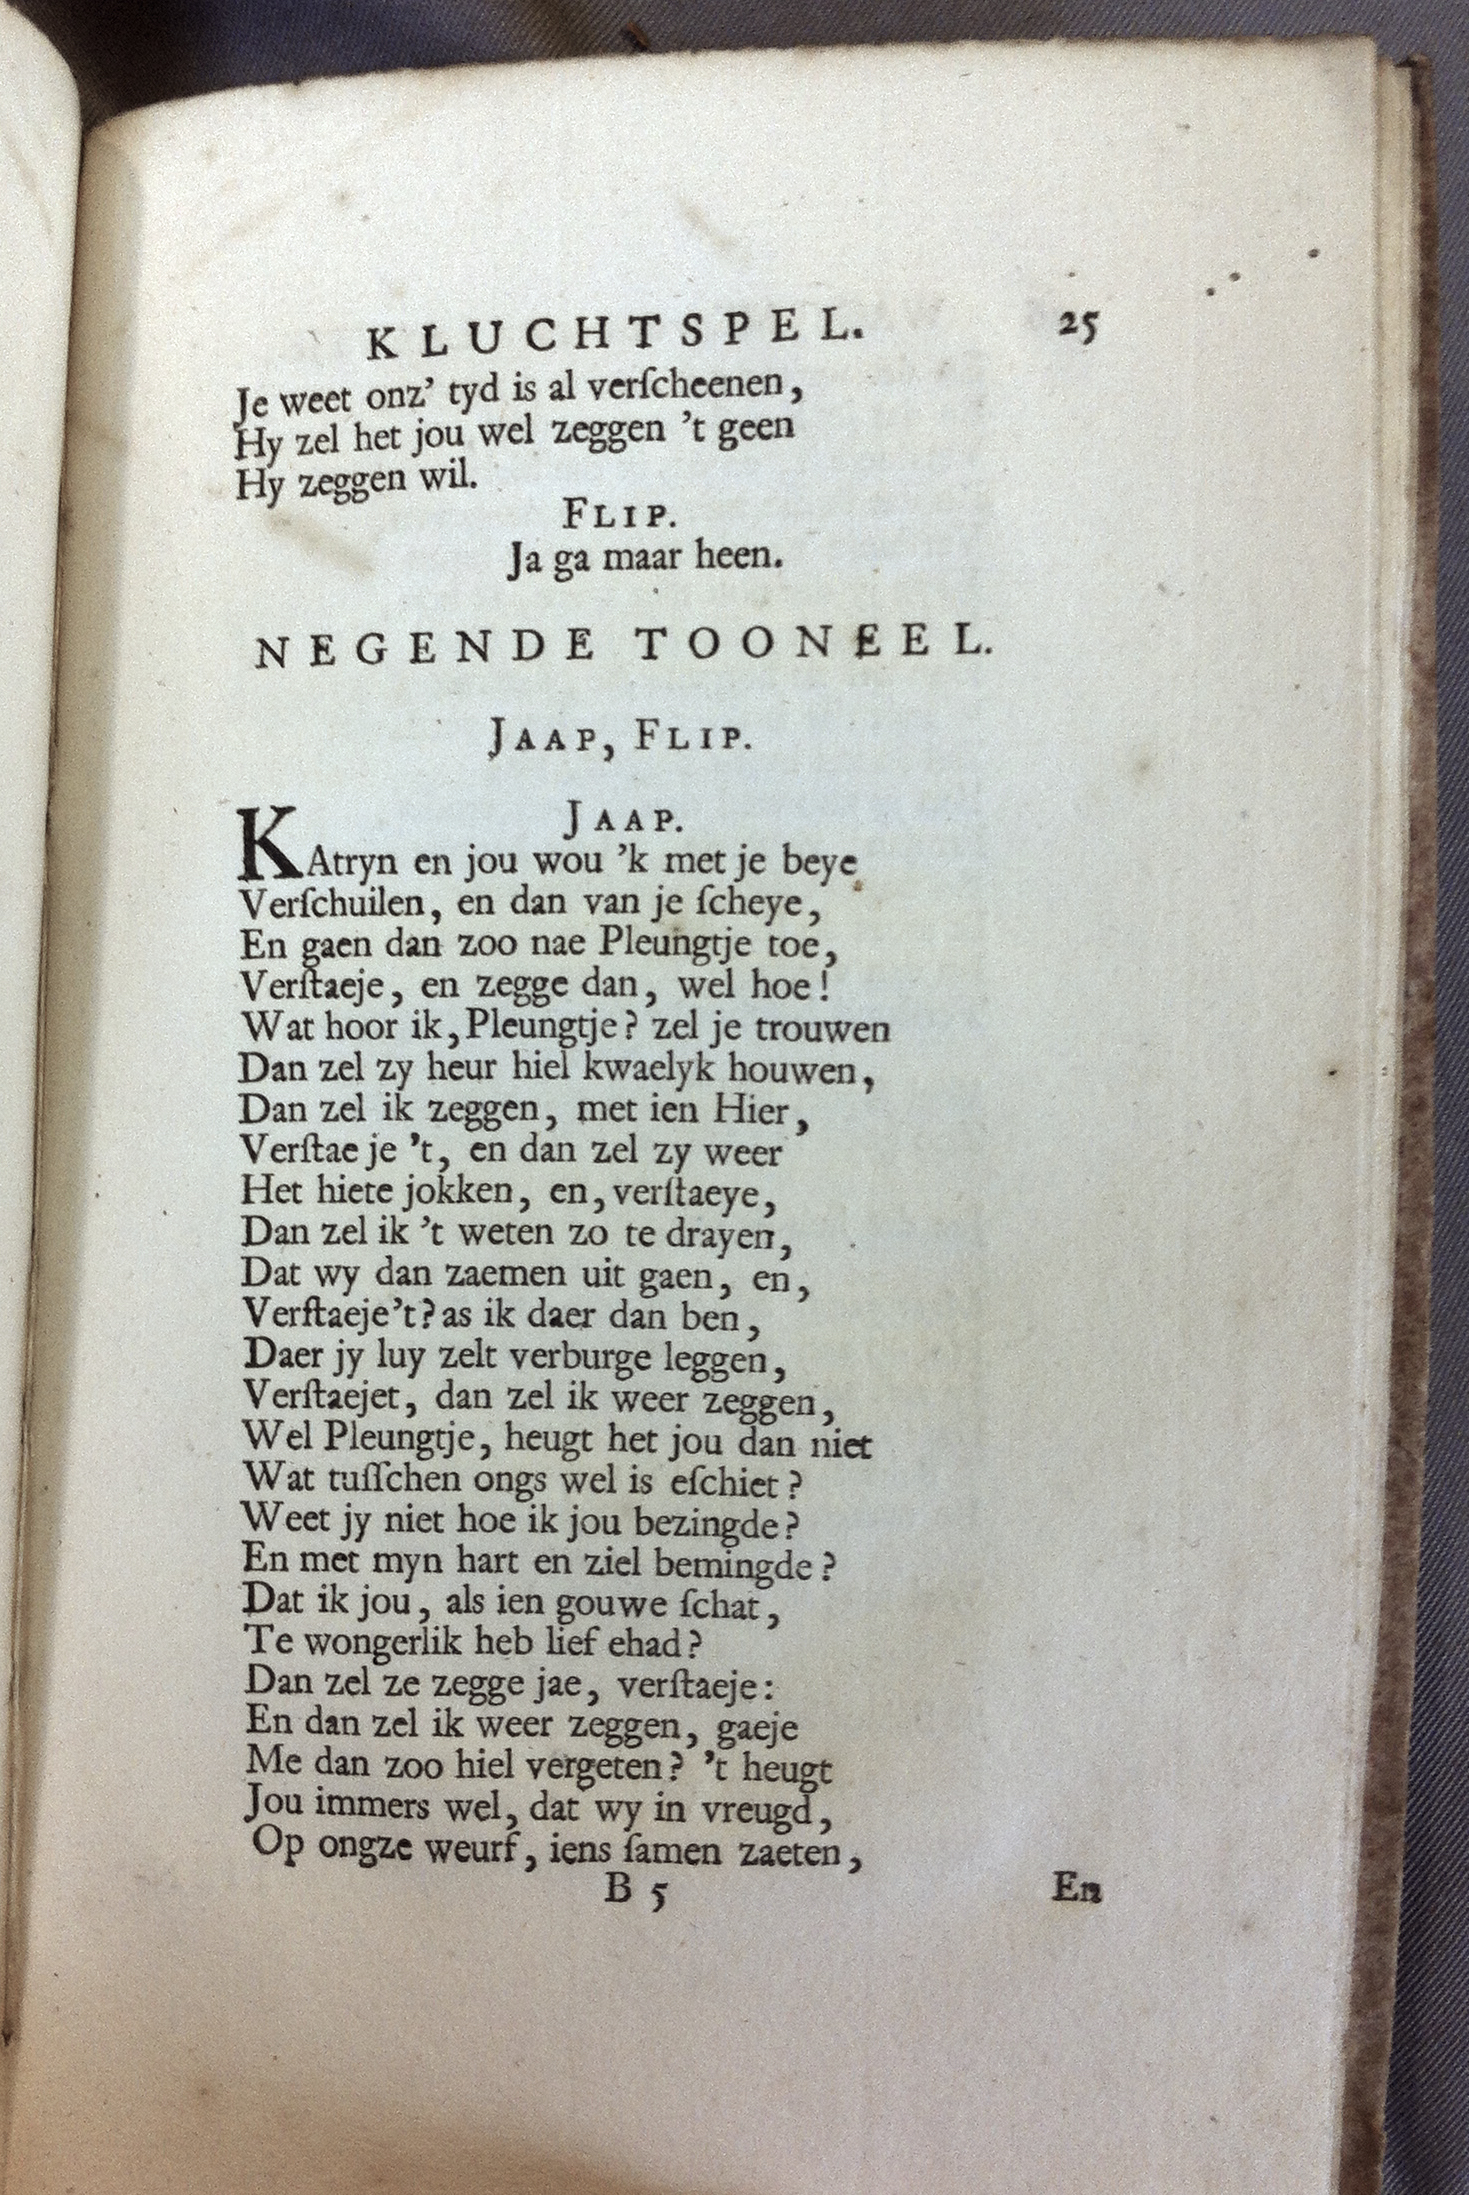 KLUCHTSPEL. 25
Je weet onz' tyd is al verſcheenen,
Hy zel het jou wel zeggen 't geen
Hy zeggen wil.
FLIP.
Ja ga maar heen.
NEGENDE TOONEEL.
JAAP, FLIP.
JAAP.
KAtryn en jou wou 'k met je beye
Verſchuilen, en dan van je ſcheye,
En gaen dan zoo nae Pleungtje toe,
Verſtaeje, en zegge dan, wel hoe!
Wat hoor ik, Pleungtje? zel je trouwen
Dan zel zy heur hiel kwaelyk houwen,
Dan zel ik zeggen, met ien Hier,
Verſtae je 't, en dan zel zy weer
Het hiete jokken, en, verſtaeye,
Dan zel ik 't weten zo te drayen,
Dat wy dan zaemen uit gaen, en,
Verſtaeje 't? as ik daer dan ben,
Daer jy luy zelt verburge leggen,
Verſtaejet, dan zel ik weer zeggen,
Wel Pleungtje, heugt het jou dan niet
Wat tuſſchen ongs wel is eſchiet?
Weet jy niet hoe ik jou bezingde?
En met myn hart en ziel bemingde?
Dat ik jou, als ien gouwe ſchat,
Te wongerlik heb lief ehad?
Dan zel ze zegge jae, verſtaeje:
En dan zel ik weer zeggen, gaeje
Me dan zoo hiel vergeten? 't heugt
Jou immers wel, dat wy in vreugd,
Op ongze weurf, iens ſamen zaeten,
B 5 En